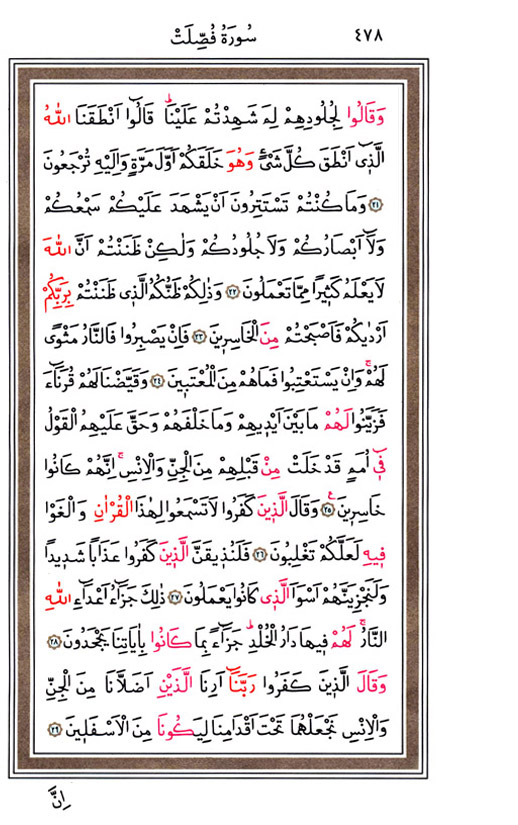 ٤٧٨ سُورَةُ فُصِّلَتْ
وَقَالُوا لِجُلُودِهِمْ لِمَ شَهِدْتُمْ عَلَيْنَاۜ قَالُٓوا اَنْطَقَنَا اللّٰهُ
الَّذ۪ٓي اَنْطَقَ كُلَّ شَيْءٍ وَهُوَ خَلَقَكُمْ اَوَّلَ مَرَّةٍ وَاِلَيْهِ تُرْجَعُونَ
﴿٢١﴾ وَمَا كُنْتُمْ تَسْتَتِرُونَ اَنْ يَشْهَدَ عَلَيْكُمْ سَمْعُكُمْ
وَلَٓا اَبْصَارُكُمْ وَلَا جُلُودُكُمْ وَلٰكِنْ ظَنَنْتُمْ اَنَّ اللّٰهَ
لَا يَعْلَمُ كَث۪يرًا مِمَّا تَعْمَلُونَ ﴿٢٢﴾ وَذٰلِكُمْ ظَنُّكُمُ الَّذ۪ي ظَنَنْتُمْ بِرَبِّكُمْ
اَرْدٰيكُمْ فَاَصْبَحْتُمْ مِنَ الْخَاسِر۪ينَ ﴿٢٣﴾ فَاِنْ يَصْبِرُوا فَالنَّارُ مَثْوًى
لَهُمْۚ وَاِنْ يَسْتَعْتِبُوا فَمَا هُمْ مِنَ الْمُعْتَب۪ينَ ﴿٢٤﴾ وَقَيَّضْنَا لَهُمْ قُرَنَٓاءَ
فَزَيَّنُوا لَهُمْ مَا بَيْنَ اَيْد۪يهِمْ وَمَا خَلْفَهُمْ وَحَقَّ عَلَيْهِمُ الْقَوْلُ
ف۪ٓي اُمَمٍ قَدْ خَلَتْ مِنْ قَبْلِهِمْ مِنَ الْجِنِّ وَالْاِنْسِۚ اِنَّهُمْ كَانُوا
خَاسِر۪ينَ۟ ﴿٢٥﴾ وَقَالَ الَّذ۪ينَ كَفَرُوا لَا تَسْمَعُوا لِهٰذَا الْقُرْاٰنِ وَالْغَوْا
ف۪يهِ لَعَلَّكُمْ تَغْلِبُونَ ﴿٢٦﴾ فَلَنُذ۪يقَنَّ الَّذ۪ينَ كَفَرُوا عَذَابًا شَد۪يدًا
وَلَنَجْزِيَنَّهُمْ اَسْوَاَ الَّذ۪ي كَانُوا يَعْمَلُونَ ﴿٢٧﴾ ذٰلِكَ جَزَٓاءُ اَعْدَٓاءِ اللّٰهِ
النَّارُۚ لَهُمْ ف۪يهَا دَارُ الْخُلْدِۜ جَزَٓاءً بِمَا كَانُوا بِاٰيَاتِنَا يَجْحَدُونَ ﴿٢٨﴾
وَقَالَ الَّذ۪ينَ كَفَرُوا رَبَّنَٓا اَرِنَا الَّذَيْنِ اَضَلَّانَا مِنَ الْجِنِّ
وَالْاِنْسِ نَجْعَلْهُمَا تَحْتَ اَقْدَامِنَا لِيَكُونَا مِنَ الْاَسْفَل۪ينَ ﴿٢٩﴾
اِنَّ